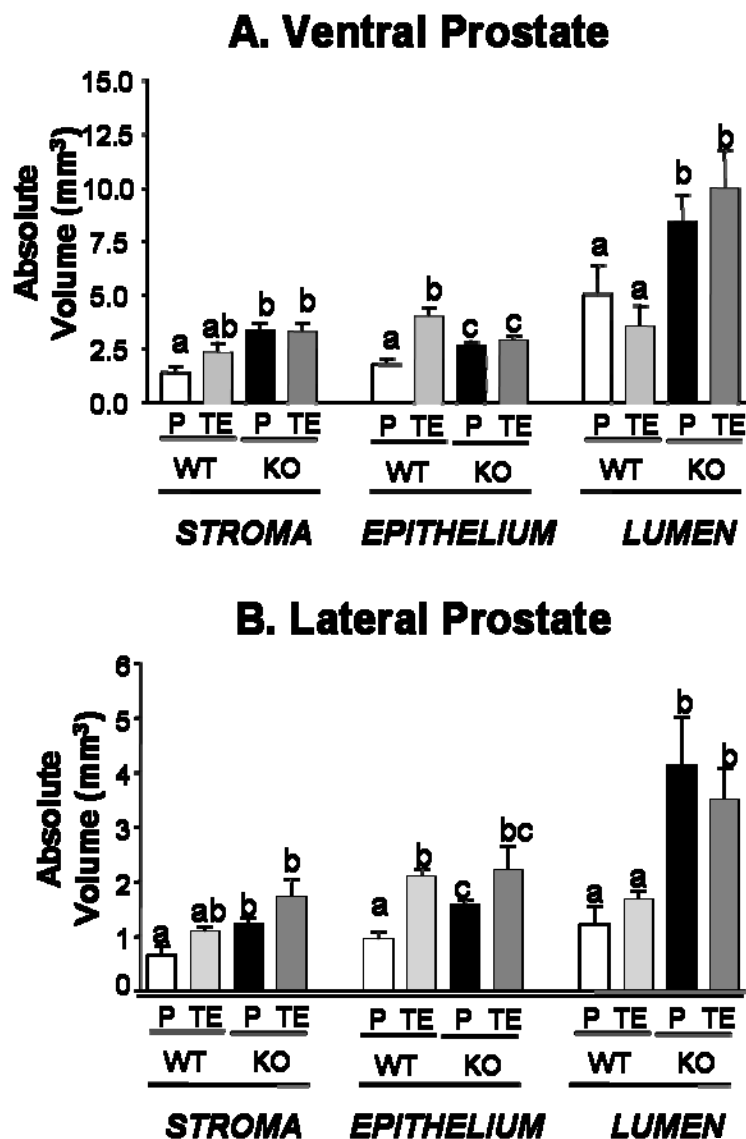 A. Ventral Prostate
Absolute
Volume (mm³)
15.0
12.5
10.0
7.5
5.0
2.5
0.0
a ab b b a b c c a a b b
P TE P TE P TE P TE P TE P TE
WT KO WT KO WT KO
STROMA EPITHELIUM LUMEN
B. Lateral Prostate
Absolute
Volume (mm³)
6
5
4
3
2
1
0
a ab b b a b c bc a a b b
P TE P TE P TE P TE P TE P TE
WT KO WT KO WT KO
STROMA EPITHELIUM LUMEN